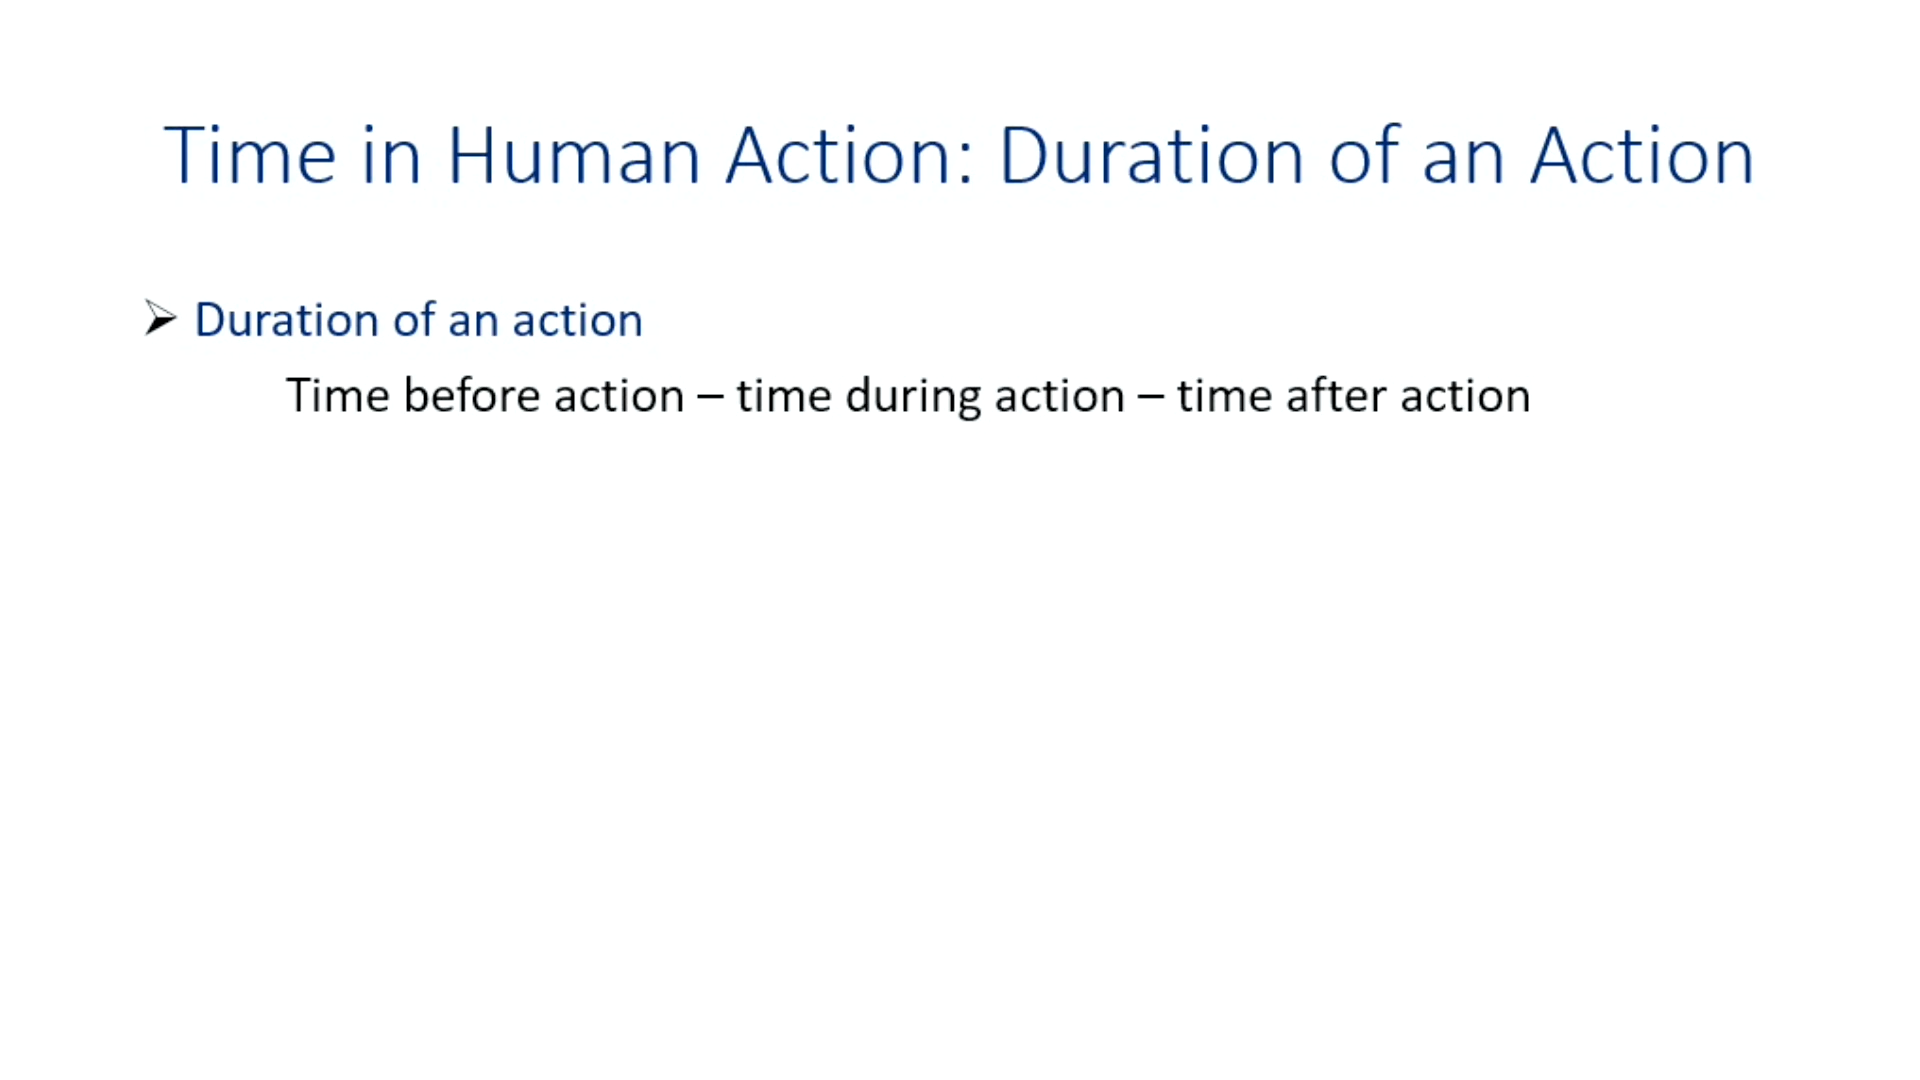 Time in Human Action: Duration of an Action
➢ Duration of an action
Time before action – time during action – time after action